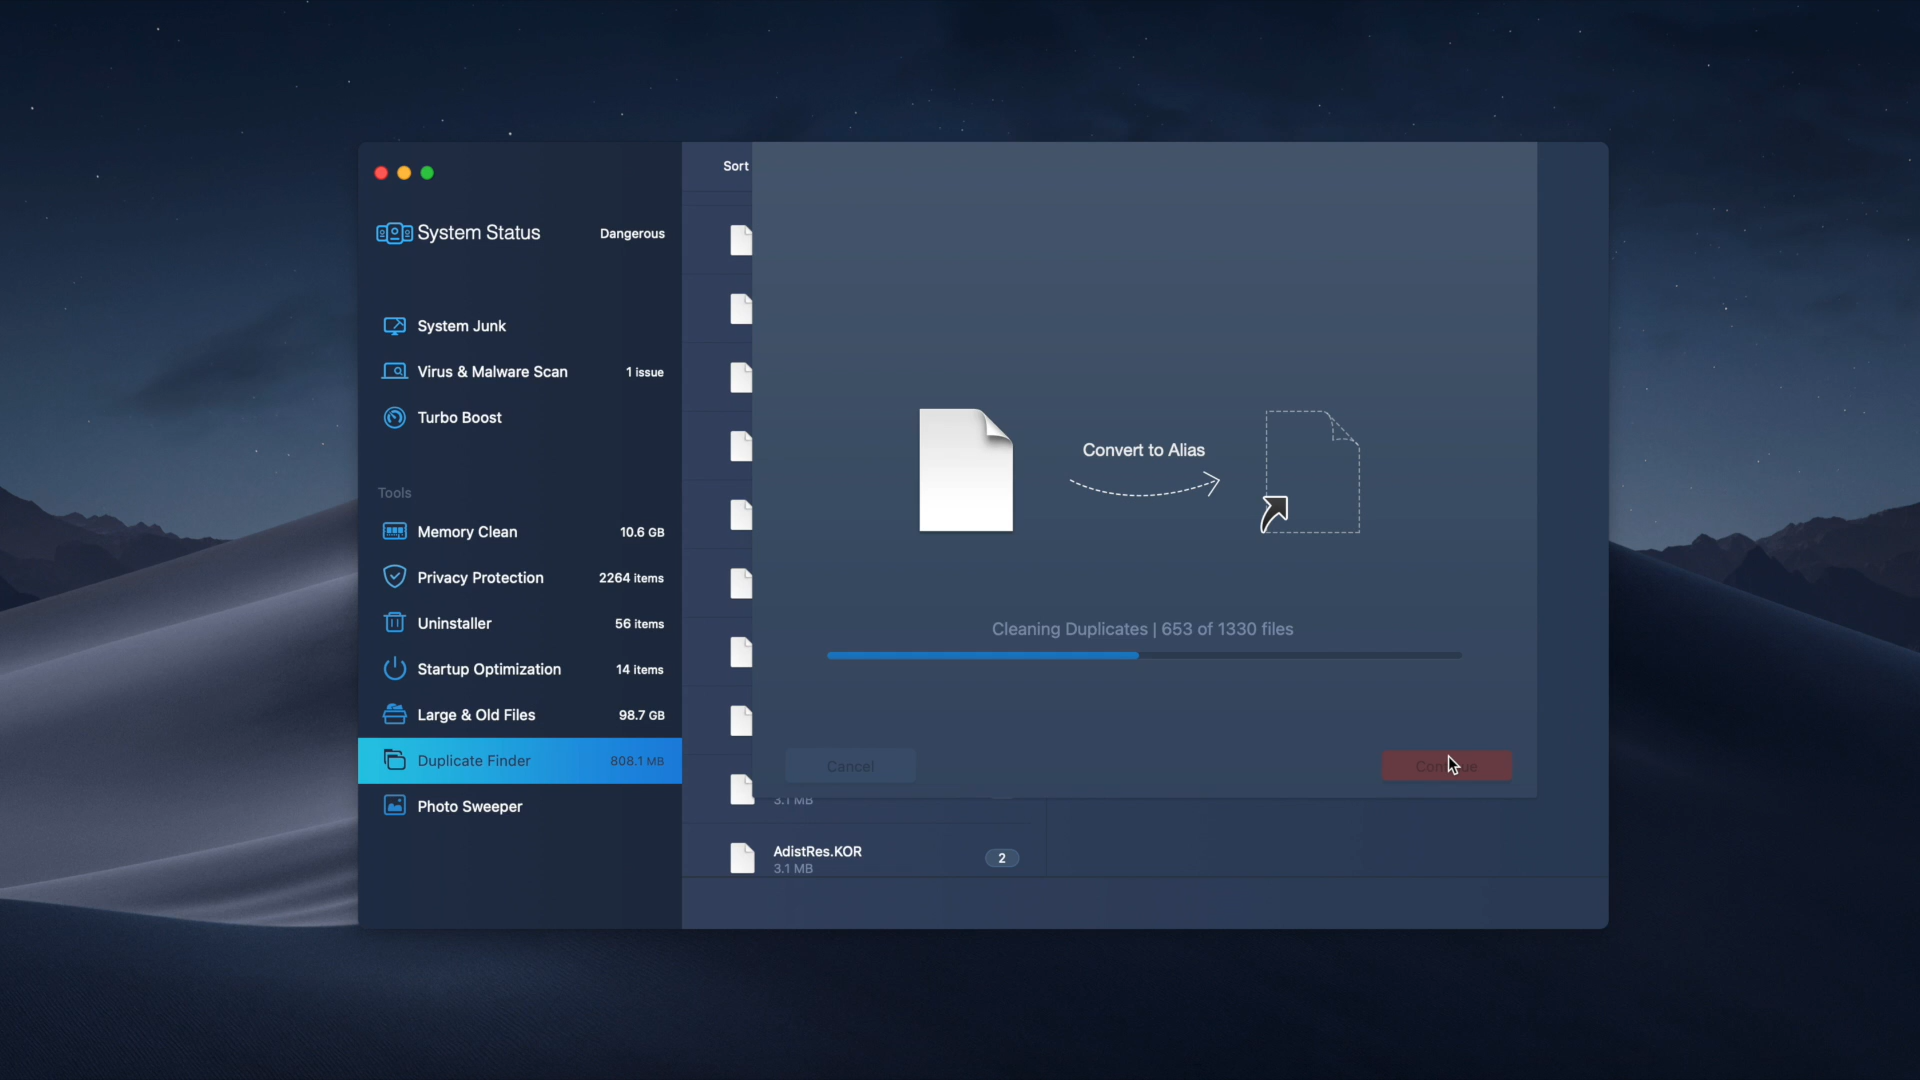 System Status
Dangerous
System Junk
Virus & Malware Scan
1 issue
Turbo Boost
Tools
Memory Clean
10.6 GB
Privacy Protection
2264 items
Uninstaller
56 items
Startup Optimization
14 items
Large & Old Files
98.7 GB
Duplicate Finder
808.1 MB
Photo Sweeper
Sort
Convert to Alias
Cleaning Duplicates | 653 of 1330 files
Cancel
Continue
3.1 MB
AdistRes.KOR
2
3.1 MB